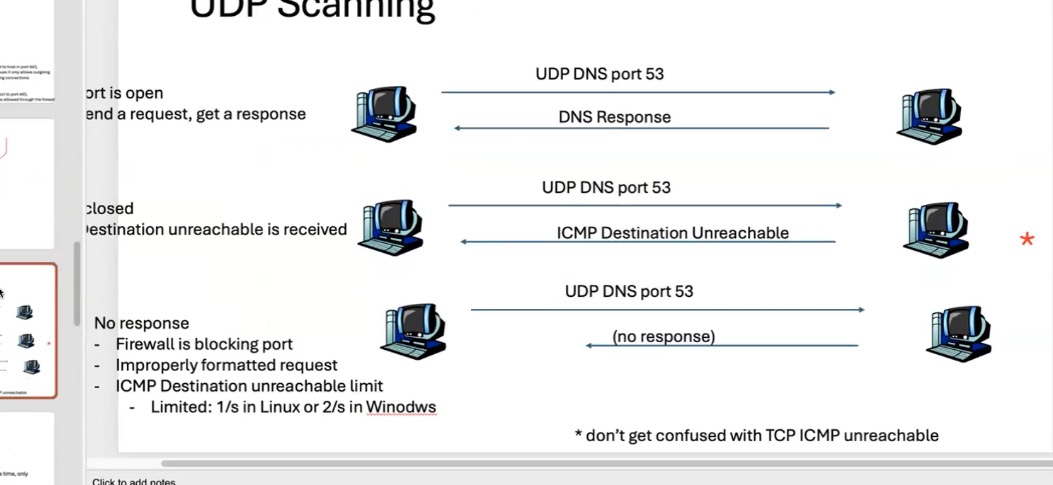 UDP Scanning
UDP DNS port 53
ort is open
end a request, get a response
DNS Response
UDP DNS port 53
closed
estination unreachable is received
ICMP Destination Unreachable
*
UDP DNS port 53
No response
(no response)
- Firewall is blocking port
- Improperly formatted request
- ICMP Destination unreachable limit
- Limited: 1/s in Linux or 2/s in Winodws
* don't get confused with TCP ICMP unreachable
Click to add notes